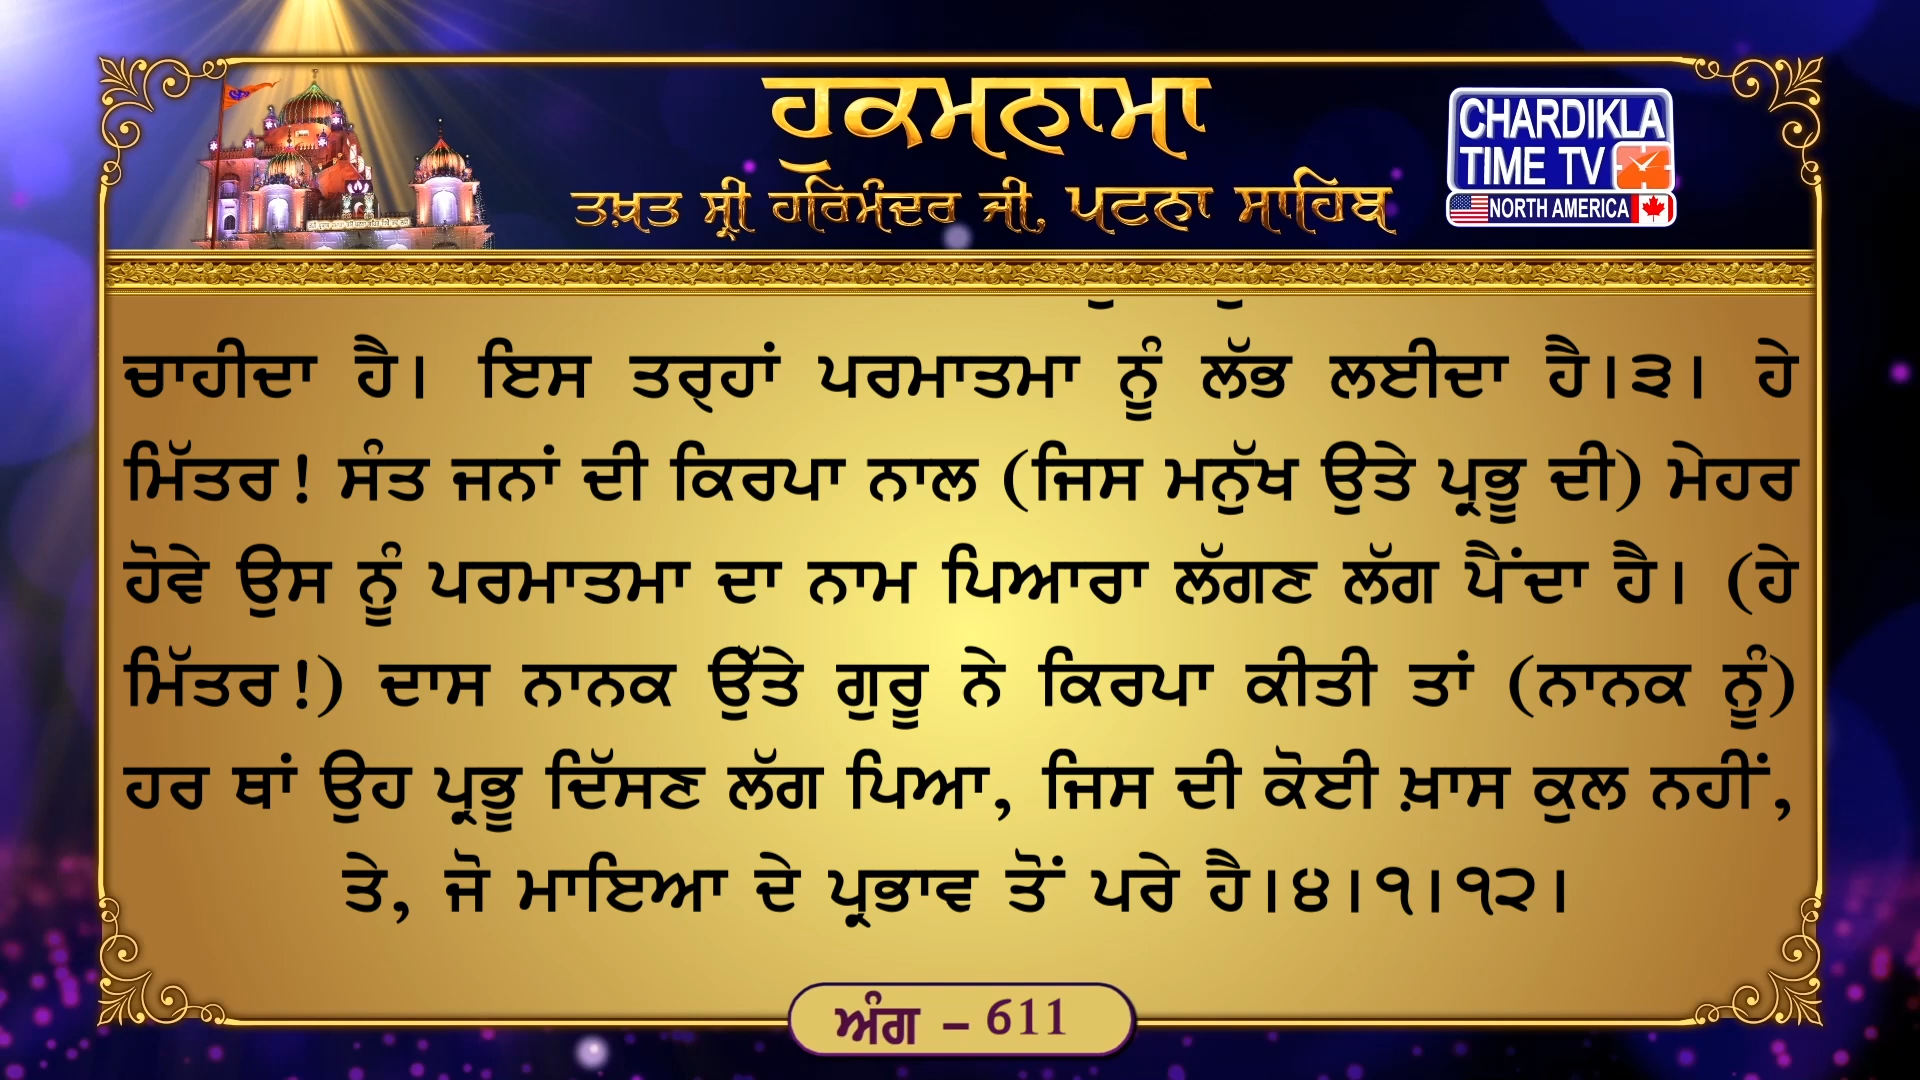 ਹੁਕਮਨਾਮਾ
ਤਖ਼ਤ ਸ੍ਰੀ ਹਰਿਮੰਦਰ ਜੀ, ਪਟਨਾ ਸਾਹਿਬ
CHARDIKLA
TIME TV
NORTH AMERICA
ਚਾਹੀਦਾ ਹੈ। ਇਸ ਤਰ੍ਹਾਂ ਪਰਮਾਤਮਾ ਨੂੰ ਲੱਭ ਲਈਦਾ ਹੈ।੩। ਹੇ
ਮਿੱਤਰ! ਸੰਤ ਜਨਾਂ ਦੀ ਕਿਰਪਾ ਨਾਲ (ਜਿਸ ਮਨੁੱਖ ਉਤੇ ਪ੍ਰਭੂ ਦੀ) ਮੇਹਰ
ਹੋਵੇ ਉਸ ਨੂੰ ਪਰਮਾਤਮਾ ਦਾ ਨਾਮ ਪਿਆਰਾ ਲੱਗਣ ਲੱਗ ਪੈਂਦਾ ਹੈ। (ਹੇ
ਮਿੱਤਰ!) ਦਾਸ ਨਾਨਕ ਉੱਤੇ ਗੁਰੂ ਨੇ ਕਿਰਪਾ ਕੀਤੀ ਤਾਂ (ਨਾਨਕ ਨੂੰ)
ਹਰ ਥਾਂ ਉਹ ਪ੍ਰਭੂ ਦਿੱਸਣ ਲੱਗ ਪਿਆ, ਜਿਸ ਦੀ ਕੋਈ ਖ਼ਾਸ ਕੁਲ ਨਹੀਂ,
ਤੇ, ਜੋ ਮਾਇਆ ਦੇ ਪ੍ਰਭਾਵ ਤੋਂ ਪਰੇ ਹੈ।੪।੧।੧੨।
ਅੰਗ – 611